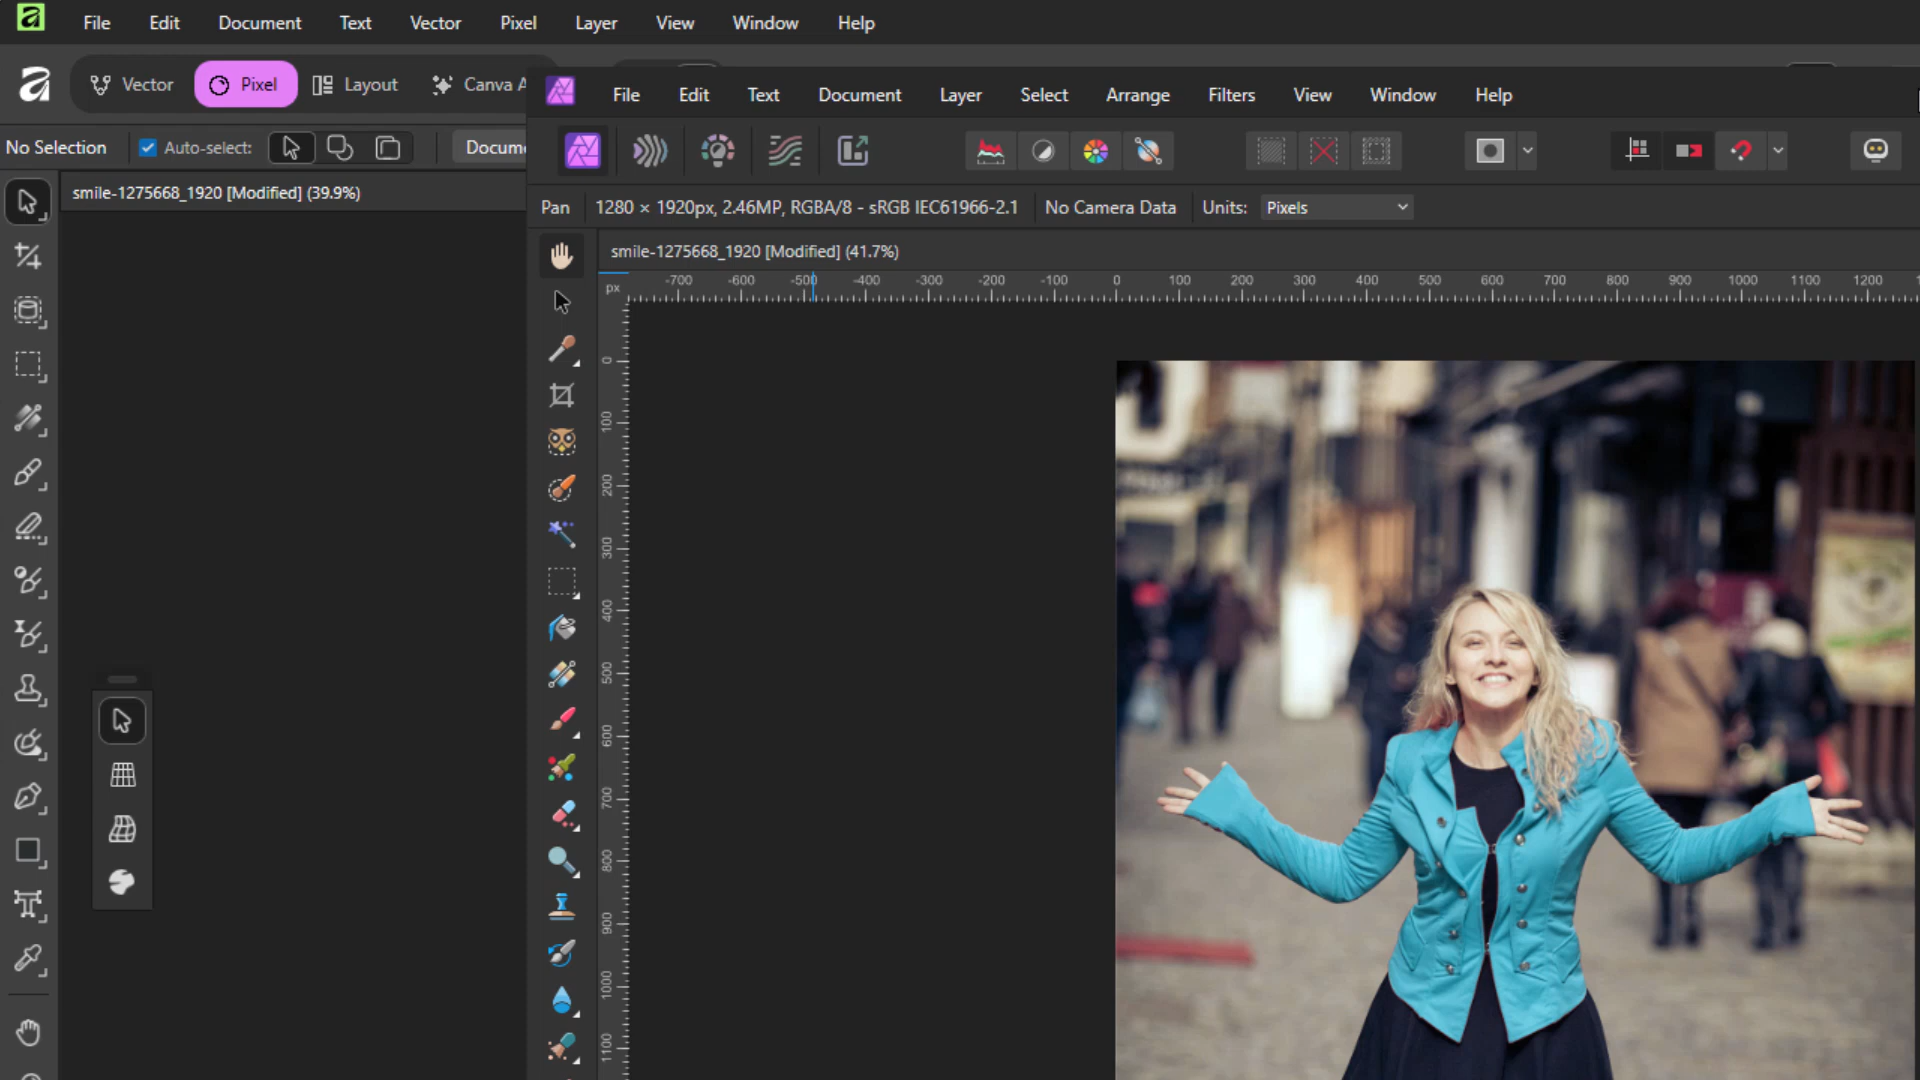 File Edit Document Text Vector Pixel Layer View Window Help
Vector Pixel Layout Canva A
No Selection Auto-select: Docum
smile-1275668_1920 [Modified] (39.9%)
File Edit Text Document Layer Select Arrange Filters View Window Help
Pan 1280 × 1920px, 2.46MP, RGBA/8 - sRGB IEC61966-2.1 No Camera Data Units: Pixels
smile-1275668_1920 [Modified] (41.7%)
px -700 -600 -500 -400 -300 -200 -100 0 100 200 300 400 500 600 700 800 900 1000 1100 1200
0
100
200
300
400
500
600
700
800
900
1000
1100